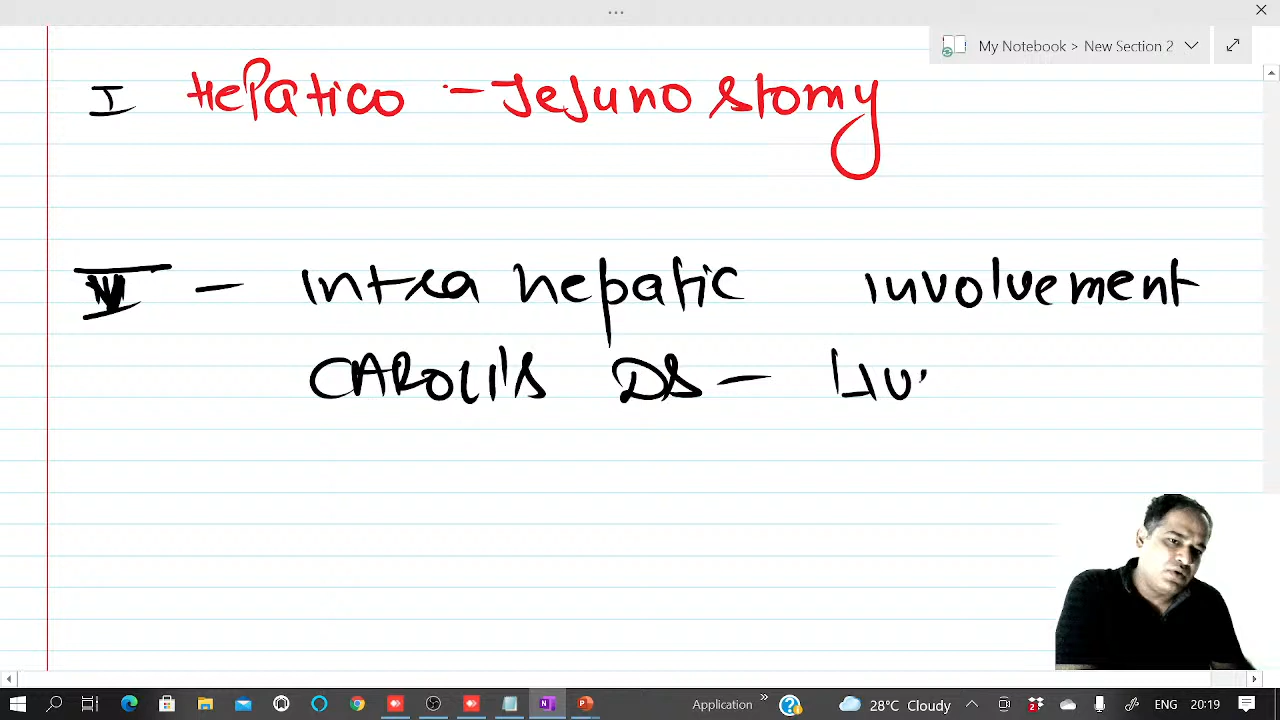 ...
My Notebook > New Section 2
I Hepatico - Jejuno stomy
- Intra hepatic involvement
CAROLI'S DS - Liv
Application
28°C Cloudy
ENG
20:19